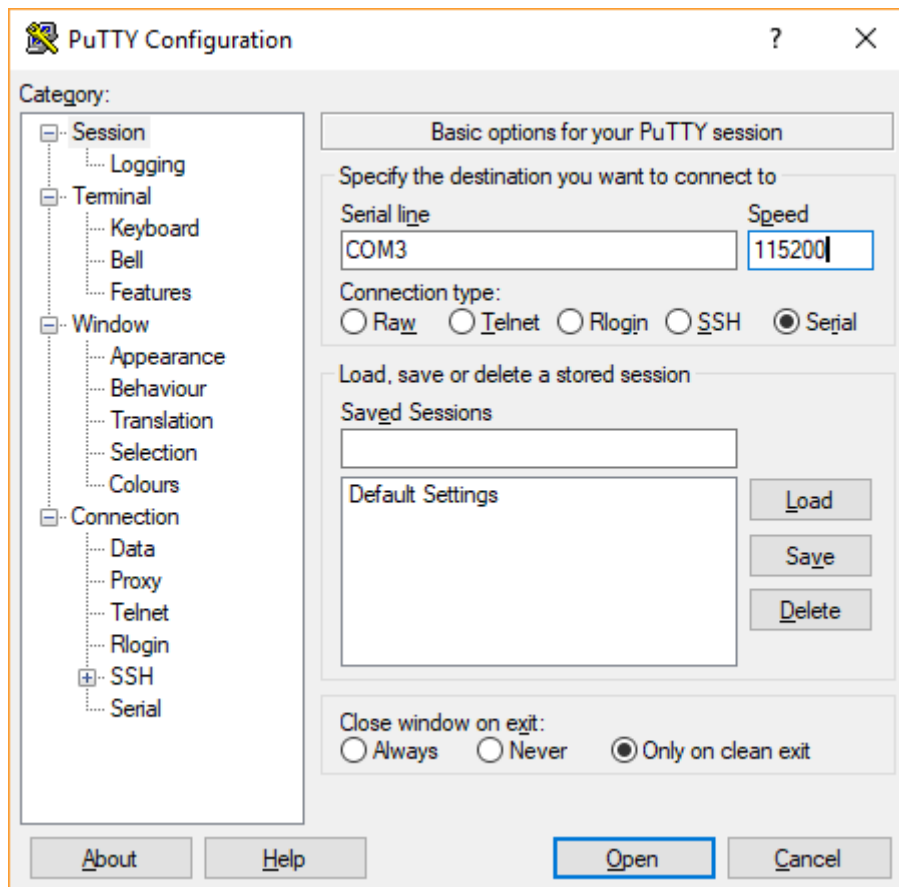 PuTTY Configuration
?
Category:
Session
Logging
Terminal
Keyboard
Bell
Features
Window
Appearance
Behaviour
Translation
Selection
Colours
Connection
Data
Proxy
Telnet
Rlogin
SSH
Serial
Basic options for your PuTTY session
Specify the destination you want to connect to
Serial line Speed
COM3 115200
Connection type:
Raw Telnet Rlogin SSH Serial
Load, save or delete a stored session
Saved Sessions
Default Settings
Load
Save
Delete
Close window on exit:
Always Never Only on clean exit
About Help Open Cancel